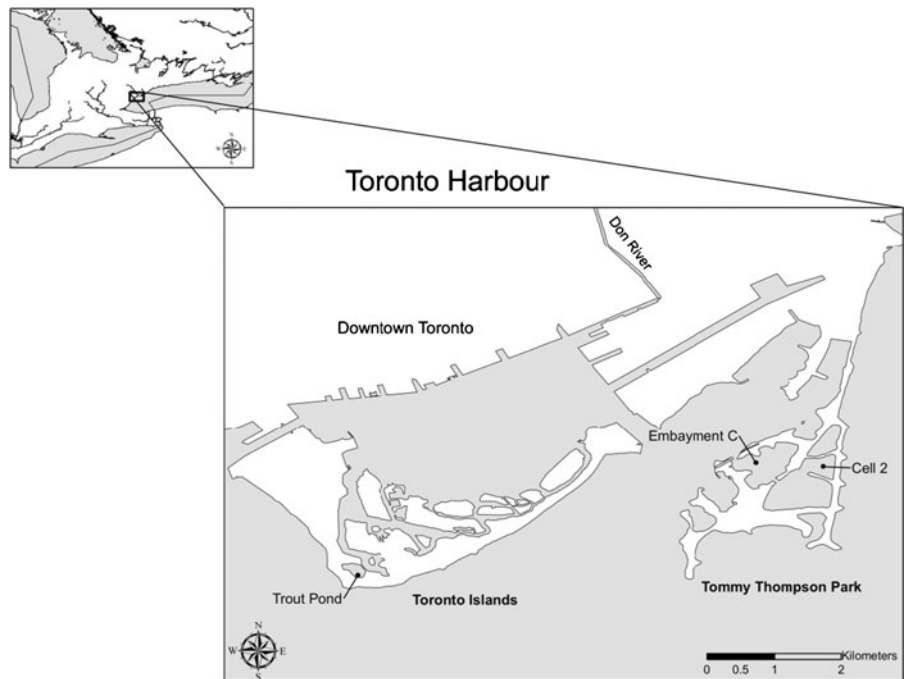 N
W E
S
Toronto Harbour
Don River
Downtown Toronto
Embayment C
Cell 2
Trout Pond
Toronto Islands
Tommy Thompson Park
N
W E
S
Kilometers
0 0.5 1 2